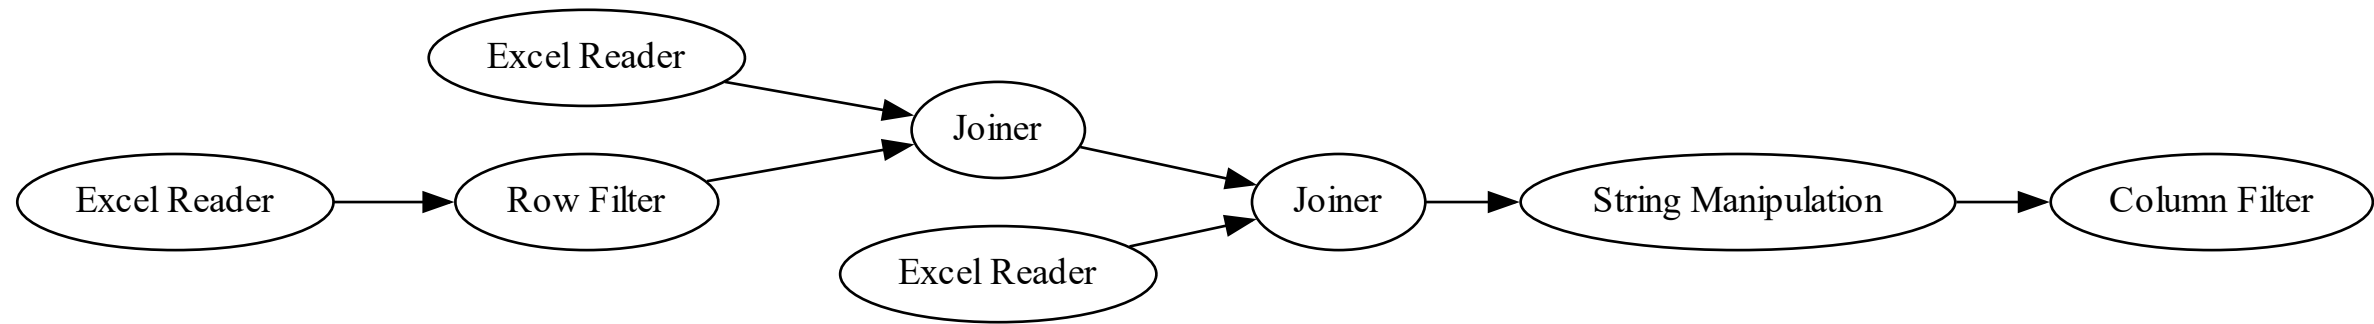 Excel Reader
Joiner
Excel Reader
Row Filter
Joiner
String Manipulation
Column Filter
Excel Reader